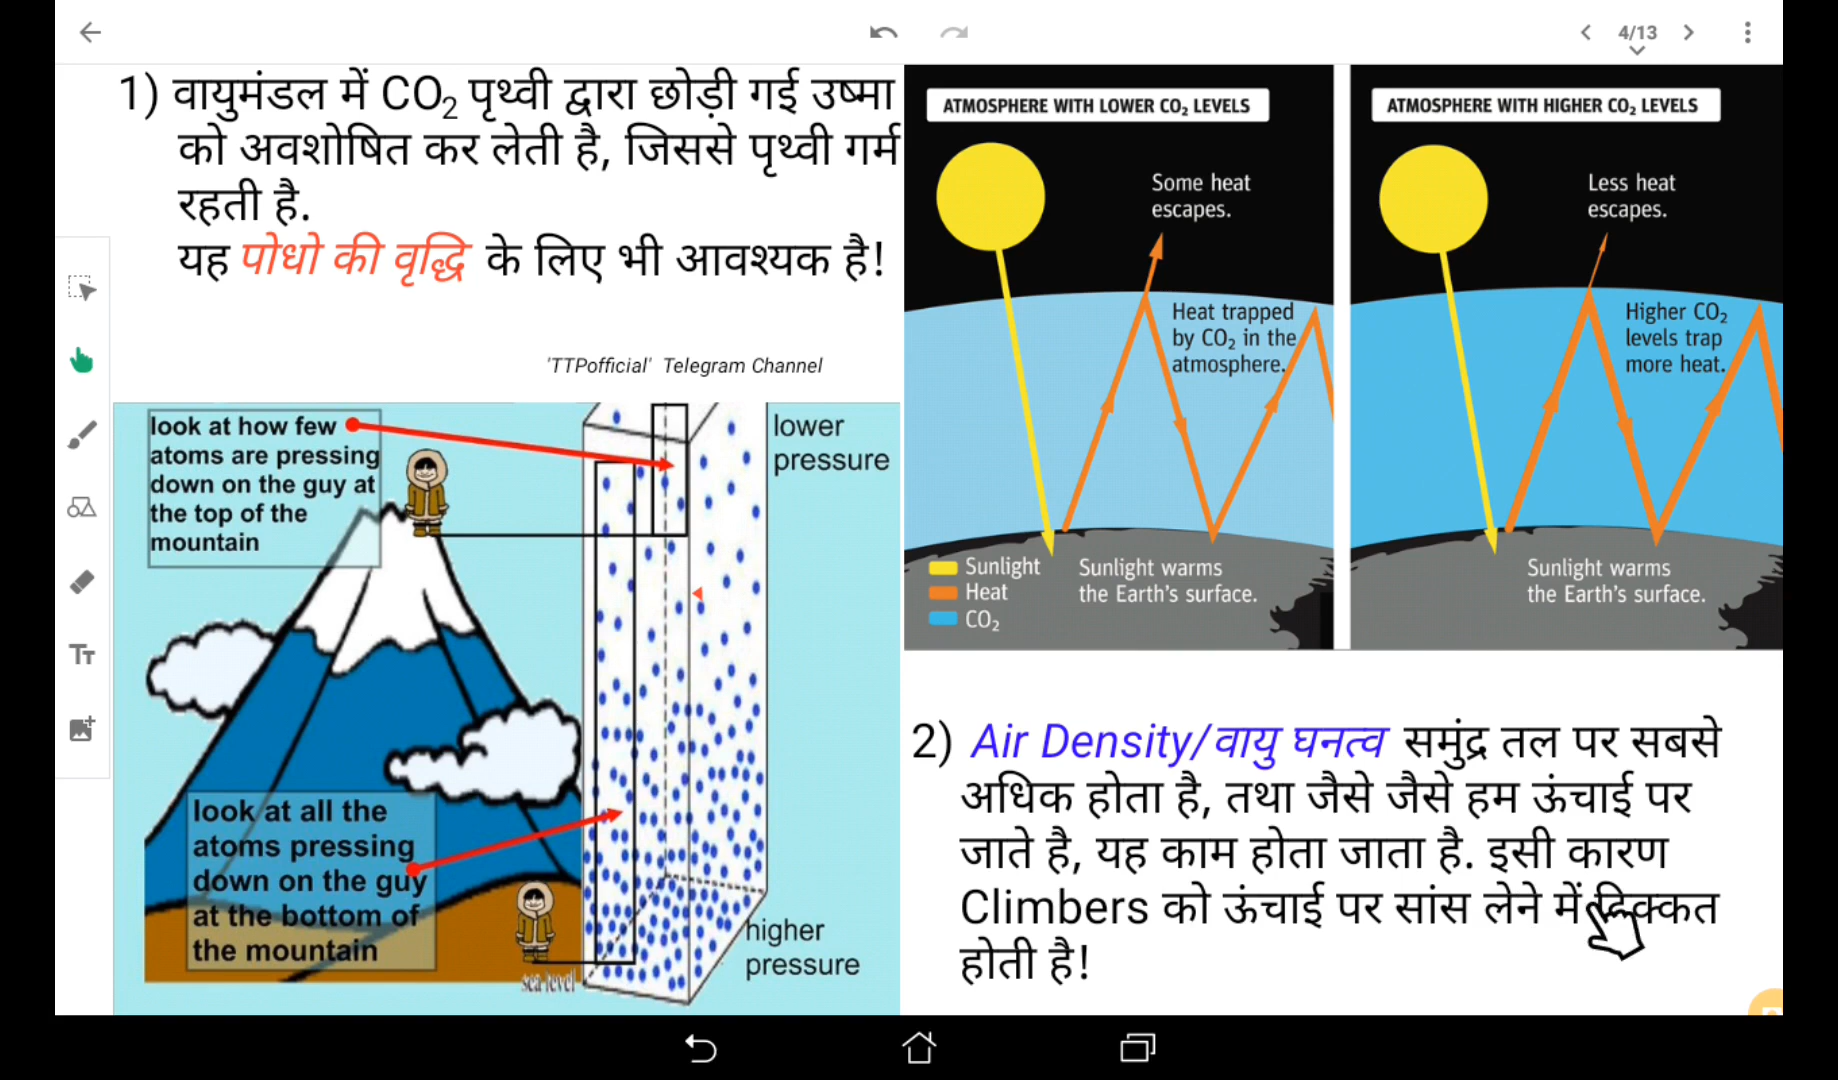 4/13
1) वायुमंडल में CO₂ पृथ्वी द्वारा छोड़ी गई उष्मा
को अवशोषित कर लेती है, जिससे पृथ्वी गर्म
रहती है.
यह पोधो की वृद्धि के लिए भी आवश्यक है!
'TTPofficial' Telegram Channel
look at how few
atoms are pressing
down on the guy at
the top of the
mountain
lower
pressure
look at all the
atoms pressing
down on the guy
at the bottom of
the mountain
sea level
higher
pressure
ATMOSPHERE WITH LOWER CO₂ LEVELS
Some heat
escapes.
Heat trapped
by CO₂ in the
atmosphere.
Sunlight
Heat
CO₂
Sunlight warms
the Earth's surface.
ATMOSPHERE WITH HIGHER CO₂ LEVELS
Less heat
escapes.
Higher CO₂
levels trap
more heat.
Sunlight warms
the Earth's surface.
2) Air Density/वायु घनत्व समुंद्र तल पर सबसे
अधिक होता है, तथा जैसे जैसे हम ऊंचाई पर
जाते है, यह काम होता जाता है. इसी कारण
Climbers को ऊंचाई पर सांस लेने में दिक्कत
होती है!
Tт